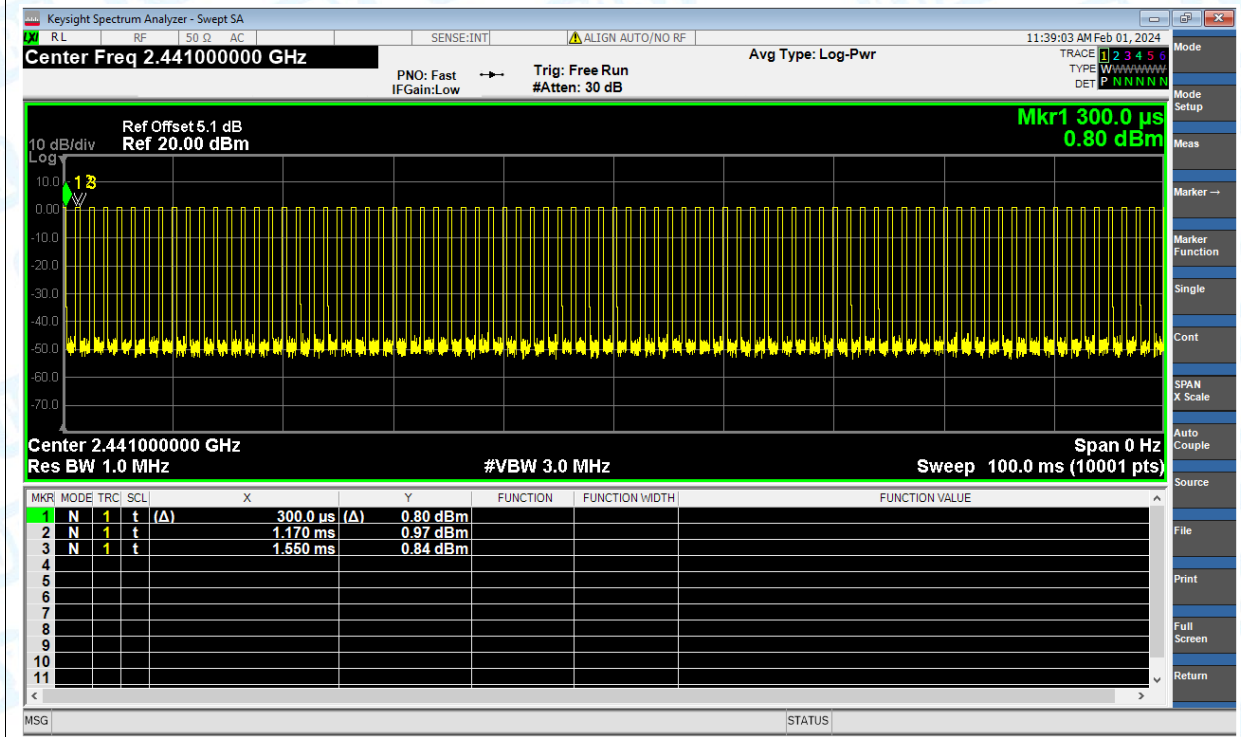 Keysight Spectrum Analyzer - Swept SA
LXI RL RF 50 Ω AC SENSE:INT ALIGN AUTO/NO RF 11:39:03 AM Feb 01, 2024
Center Freq 2.441000000 GHz
PNO: Fast
IFGain:Low
Trig: Free Run
#Atten: 30 dB
Avg Type: Log-Pwr
TRACE 1 2 3 4 5 6
TYPE WWWWWW
DET P N N N N N
Mkr1 300.0 µs
0.80 dBm
Ref Offset 5.1 dB
10 dB/div Ref 20.00 dBm
Log
10.0
0.00
-10.0
-20.0
-30.0
-40.0
-50.0
-60.0
-70.0
1 2 3
Center 2.441000000 GHz Span 0 Hz
Res BW 1.0 MHz #VBW 3.0 MHz Sweep 100.0 ms (10001 pts)
MKR MODE TRC SCL X Y FUNCTION FUNCTION WIDTH FUNCTION VALUE
1 N 1 t (Δ) 300.0 µs (Δ) 0.80 dBm
2 N 1 t 1.170 ms 0.97 dBm
3 N 1 t 1.550 ms 0.84 dBm
4
5
6
7
8
9
10
11
MSG STATUS
Mode
Mode
Setup
Meas
Marker →
Marker
Function
Single
Cont
SPAN
X Scale
Auto
Couple
Source
File
Print
Full
Screen
Return